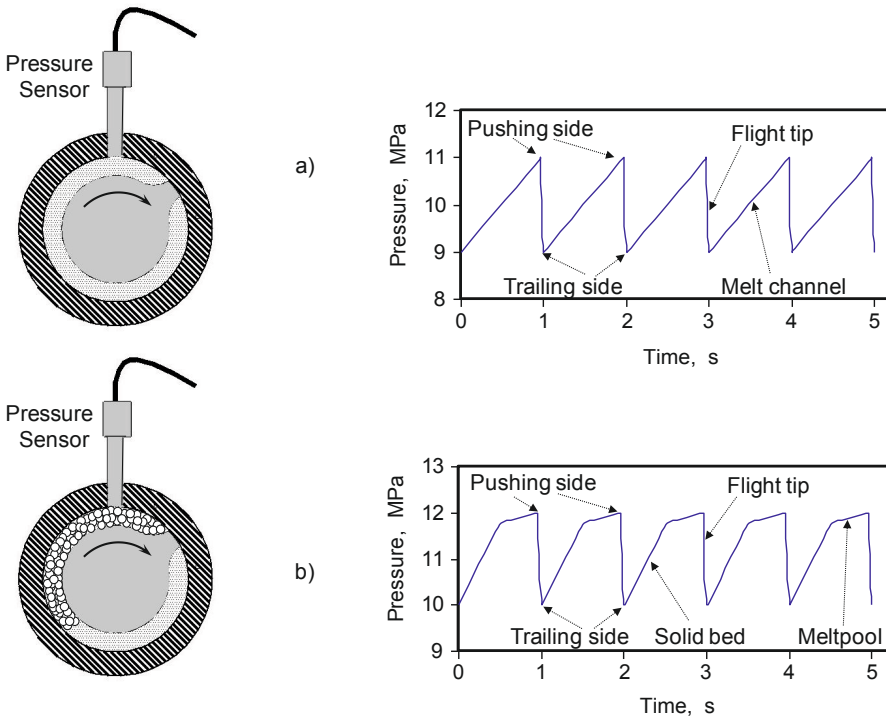 Pressure
Sensor
a)
12
11
10
9
8
Pressure, MPa
Pushing side
Flight tip
Trailing side
Melt channel
0 1 2 3 4 5
Time, s
Pressure
Sensor
b)
13
12
11
10
9
Pressure, MPa
Pushing side
Flight tip
Trailing side
Solid bed
Meltpool
0 1 2 3 4 5
Time, s